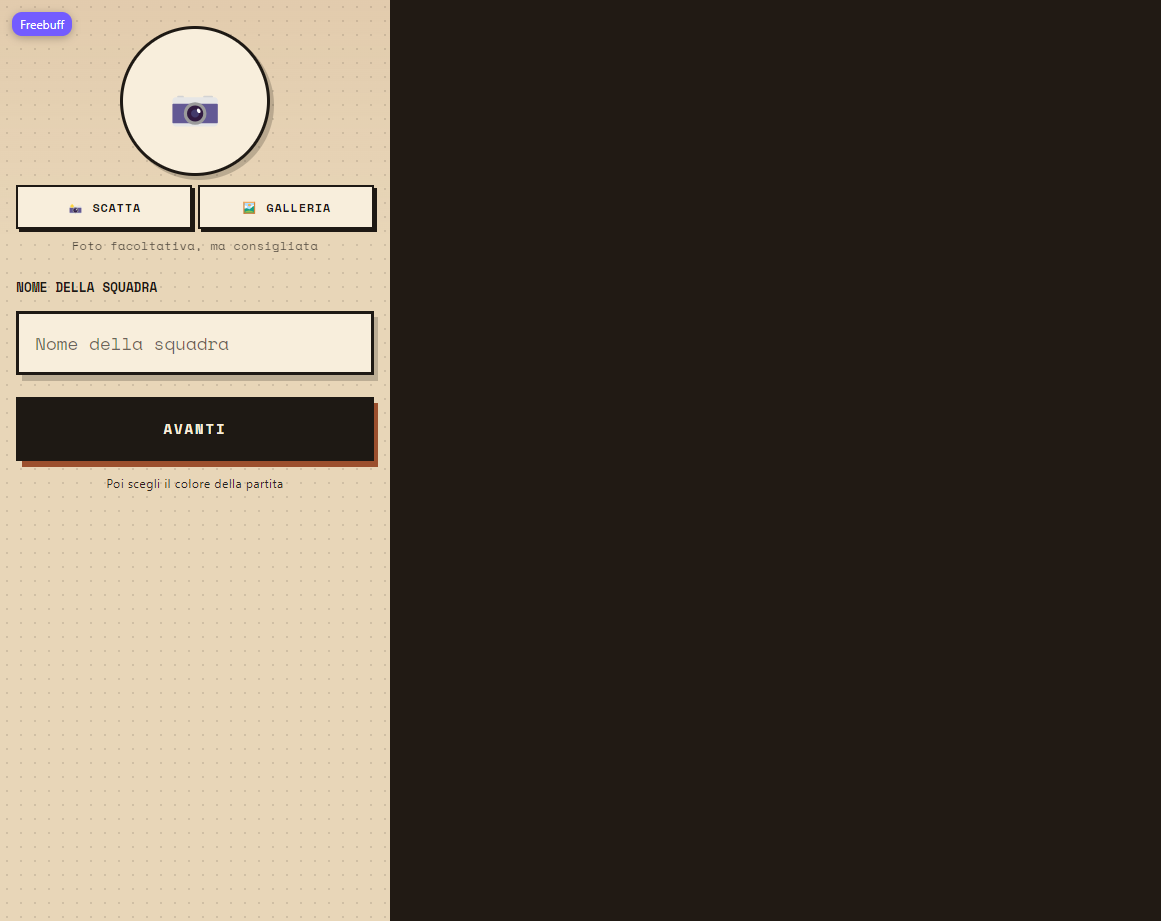 Freebuff
SCATTA
GALLERIA
Foto facoltativa, ma consigliata
NOME DELLA SQUADRA
Nome della squadra
AVANTI
Poi scegli il colore della partita